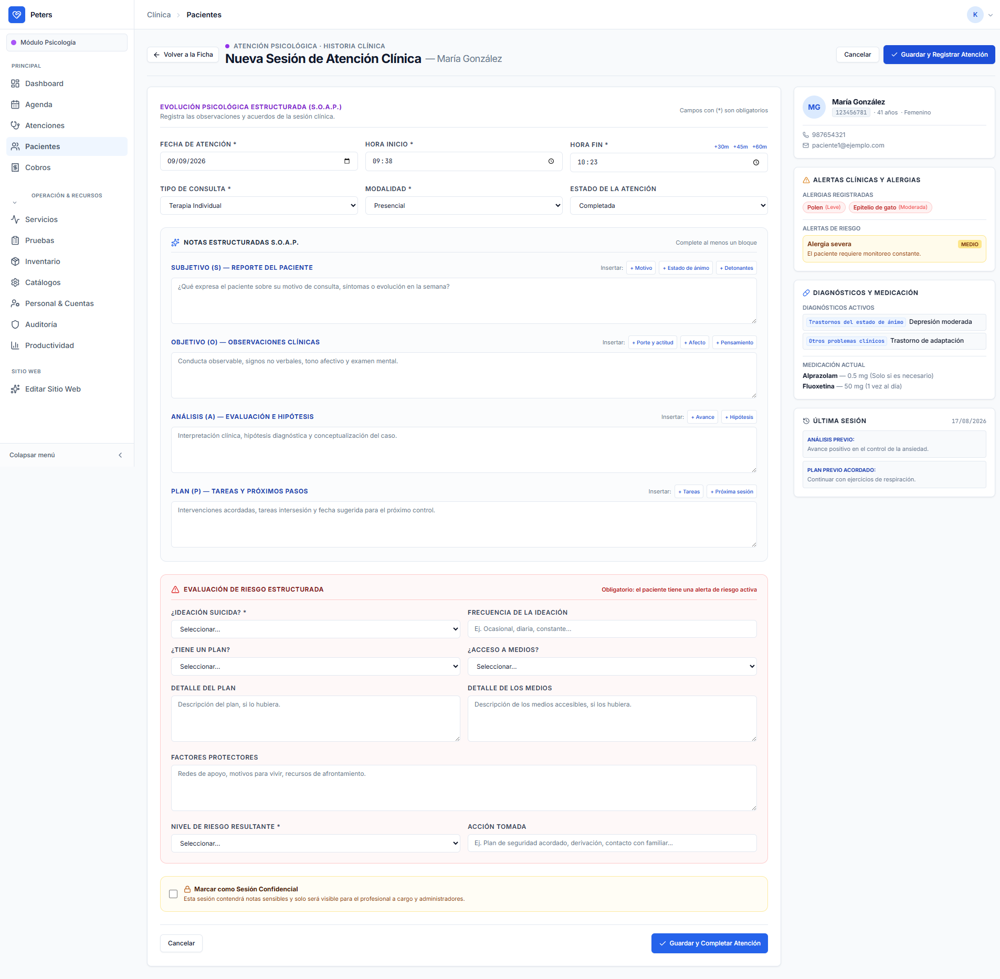 Peters
Clínica
Pacientes
K
Módulo Psicología
PRINCIPAL
Dashboard
Agenda
Atenciones
Pacientes
Cobros
OPERACIÓN & RECURSOS
Servicios
Pruebas
Inventario
Catálogos
Personal & Cuentas
Auditoría
Productividad
SITIO WEB
Editar Sitio Web
Colapsar menú
Volver a la Ficha
ATENCIÓN PSICOLÓGICA · HISTORIA CLÍNICA
Nueva Sesión de Atención Clínica — María González
Cancelar
Guardar y Registrar Atención
EVOLUCIÓN PSICOLÓGICA ESTRUCTURADA (S.O.A.P.)
Registra las observaciones y acuerdos de la sesión clínica.
Campos con (*) son obligatorios
FECHA DE ATENCIÓN *
09/09/2026
HORA INICIO *
09:38
HORA FIN *
+30m +45m +60m
10:23
TIPO DE CONSULTA *
Terapia Individual
MODALIDAD *
Presencial
ESTADO DE LA ATENCIÓN
Completada
NOTAS ESTRUCTURADAS S.O.A.P.
Complete al menos un bloque
SUBJETIVO (S) — REPORTE DEL PACIENTE
Insertar: + Motivo + Estado de ánimo + Detonantes
¿Qué expresa el paciente sobre su motivo de consulta, síntomas o evolución en la semana?
OBJETIVO (O) — OBSERVACIONES CLÍNICAS
Insertar: + Porte y actitud + Afecto + Pensamiento
Conducta observable, signos no verbales, tono afectivo y examen mental.
ANÁLISIS (A) — EVALUACIÓN E HIPÓTESIS
Insertar: + Avance + Hipótesis
Interpretación clínica, hipótesis diagnóstica y conceptualización del caso.
PLAN (P) — TAREAS Y PRÓXIMOS PASOS
Insertar: + Tareas + Próxima sesión
Intervenciones acordadas, tareas intersesión y fecha sugerida para el próximo control.
EVALUACIÓN DE RIESGO ESTRUCTURADA
Obligatorio: el paciente tiene una alerta de riesgo activa
¿IDEACIÓN SUICIDA? *
Seleccionar...
FRECUENCIA DE LA IDEACIÓN
Ej. Ocasional, diaria, constante...
¿TIENE UN PLAN?
Seleccionar...
¿ACCESO A MEDIOS?
Seleccionar...
DETALLE DEL PLAN
Descripción del plan, si lo hubiera.
DETALLE DE LOS MEDIOS
Descripción de los medios accesibles, si los hubiera.
FACTORES PROTECTORES
Redes de apoyo, motivos para vivir, recursos de afrontamiento.
NIVEL DE RIESGO RESULTANTE *
Seleccionar...
ACCIÓN TOMADA
Ej. Plan de seguridad acordado, derivación, contacto con familiar...
Marcar como Sesión Confidencial
Esta sesión contendrá notas sensibles y solo será visible para el profesional a cargo y administradores.
Cancelar
Guardar y Completar Atención
MG
María González
123456781 · 41 años · Femenino
987654321
paciente1@ejemplo.com
ALERTAS CLÍNICAS Y ALERGIAS
ALERGIAS REGISTRADAS
Polen (Leve) Epitelio de gato (Moderada)
ALERTAS DE RIESGO
Alergia severa
MEDIO
El paciente requiere monitoreo constante.
DIAGNÓSTICOS Y MEDICACIÓN
DIAGNÓSTICOS ACTIVOS
Trastornos del estado de ánimo Depresión moderada
Otros problemas clínicos Trastorno de adaptación
MEDICACIÓN ACTUAL
Alprazolam — 0.5 mg (Solo si es necesario)
Fluoxetina — 50 mg (1 vez al día)
ÚLTIMA SESIÓN
17/08/2026
ANÁLISIS PREVIO:
Avance positivo en el control de la ansiedad.
PLAN PREVIO ACORDADO:
Continuar con ejercicios de respiración.